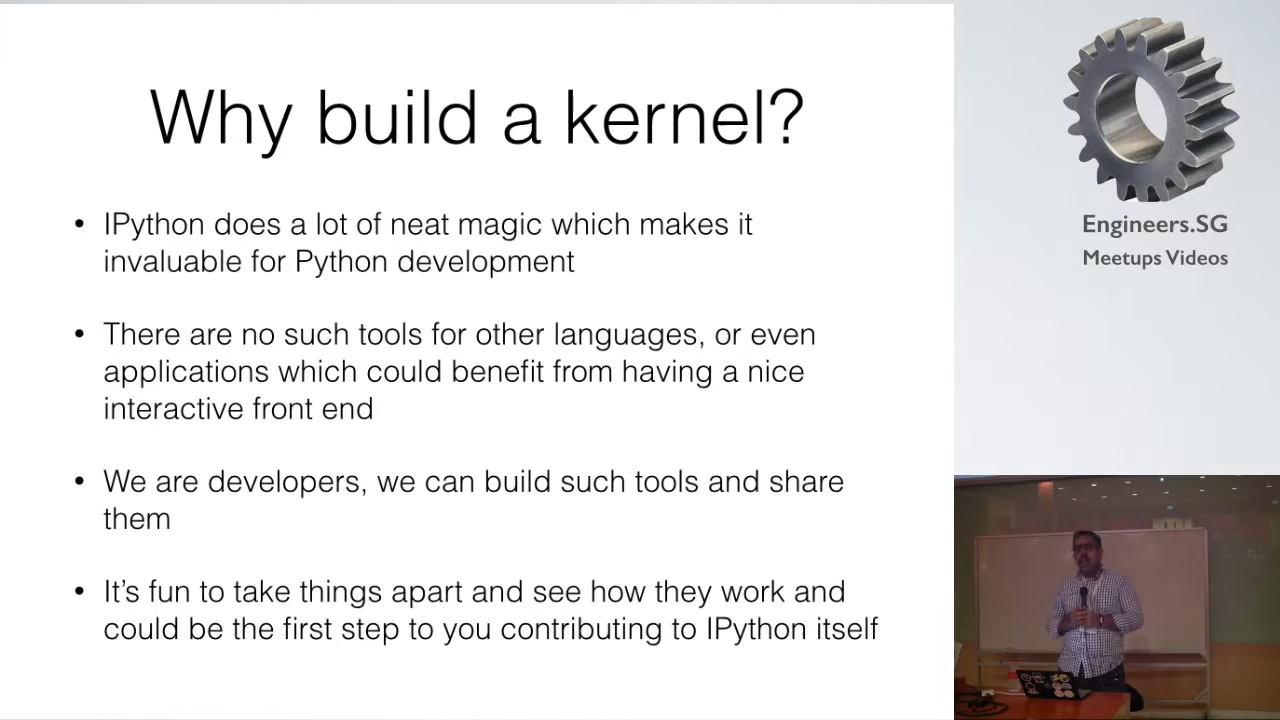 Why build a kernel?
• IPython does a lot of neat magic which makes it
invaluable for Python development
• There are no such tools for other languages, or even
applications which could benefit from having a nice
interactive front end
• We are developers, we can build such tools and share
them
• It’s fun to take things apart and see how they work and
could be the first step to you contributing to IPython itself
Engineers.SG
Meetups Videos